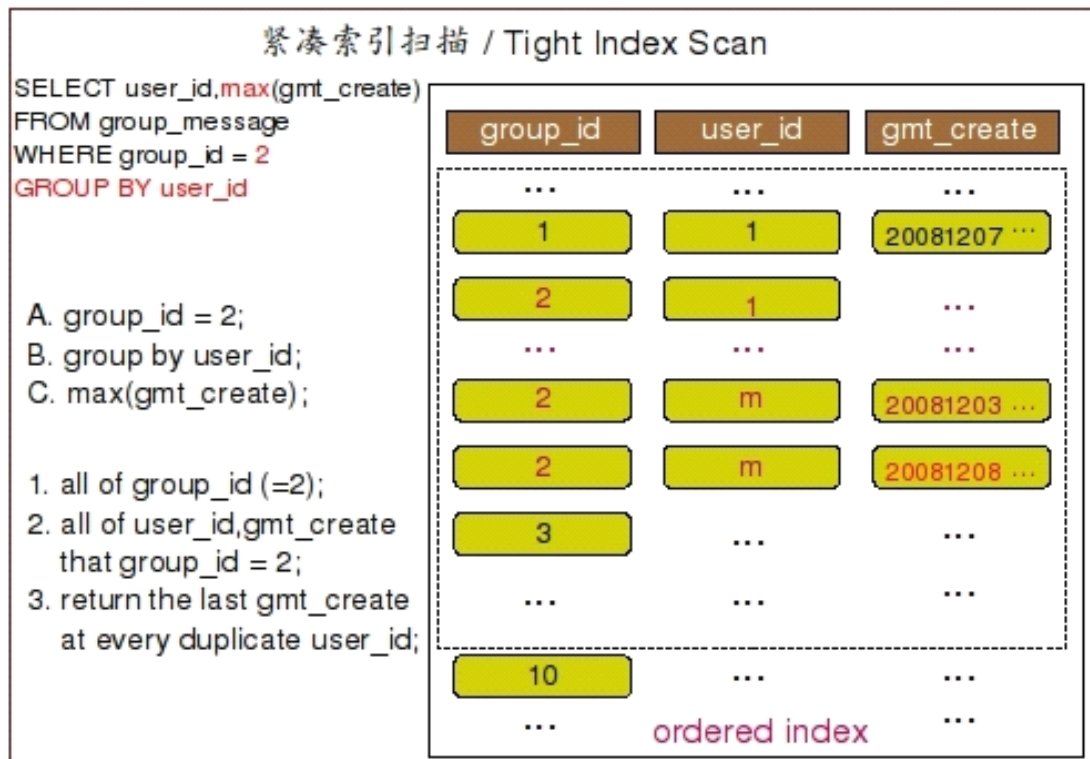 紧凑索引扫描 / Tight Index Scan
SELECT user_id,max(gmt_create)
FROM group_message
WHERE group_id = 2
GROUP BY user_id
A. group_id = 2;
B. group by user_id;
C. max(gmt_create);
1. all of group_id (=2);
2. all of user_id,gmt_create
that group_id = 2;
3. return the last gmt_create
at every duplicate user_id;
group_id user_id gmt_create
... ... ...
1 1 20081207 ...
2 1 ...
... ... ...
2 m 20081203 ...
2 m 20081208 ...
3 ... ...
... ... ...
10 ... ...
... ordered index ...